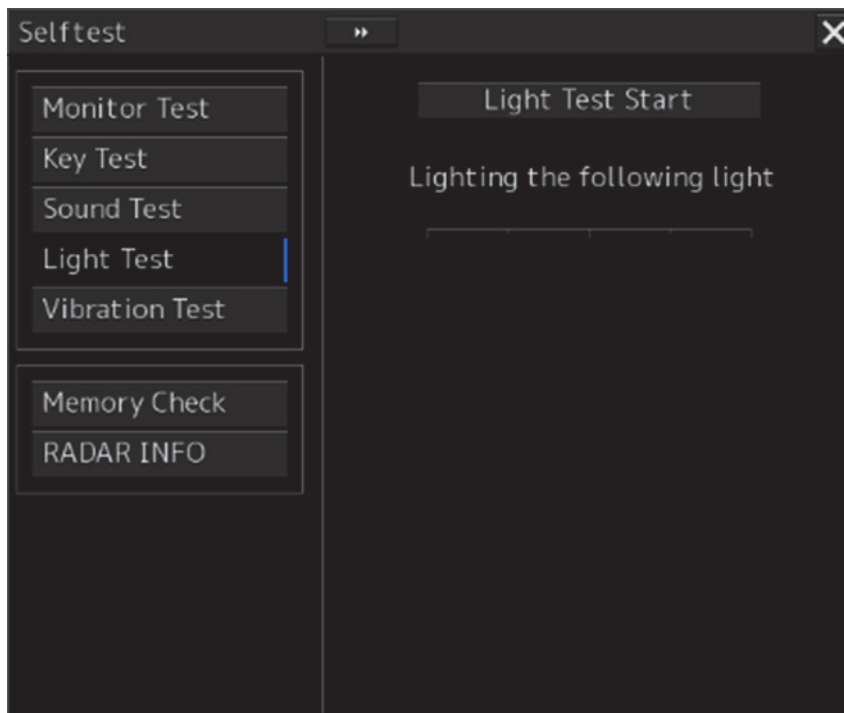 Selftest
Monitor Test
Key Test
Sound Test
Light Test
Vibration Test
Memory Check
RADAR INFO
Light Test Start
Lighting the following light